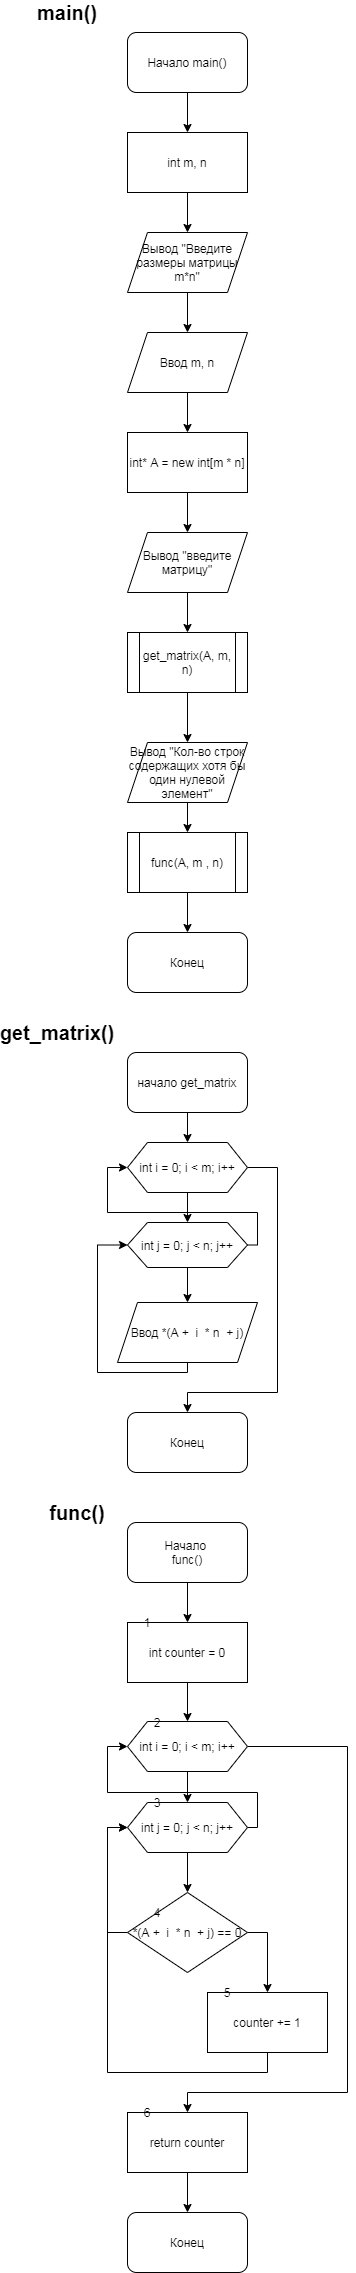 main()
Начало main()
int m, n
Вывод "Введите
размеры матрицы
m*n"
Ввод m, n
int* A = new int[m * n]
Вывод "введите
матрицу"
get_matrix(A, m,
n)
Вывод "Кол-во строк
содержащих хотя бы
один нулевой
элемент"
func(A, m , n)
Конец
get_matrix()
начало get_matrix
int i = 0; i < m; i++
int j = 0; j < n; j++
Ввод *(A + i * n + j)
Конец
func()
Начало
func()
1
int counter = 0
2
int i = 0; i < m; i++
3
int j = 0; j < n; j++
4
*(A + i * n + j) == 0
5
counter += 1
6
return counter
Конец